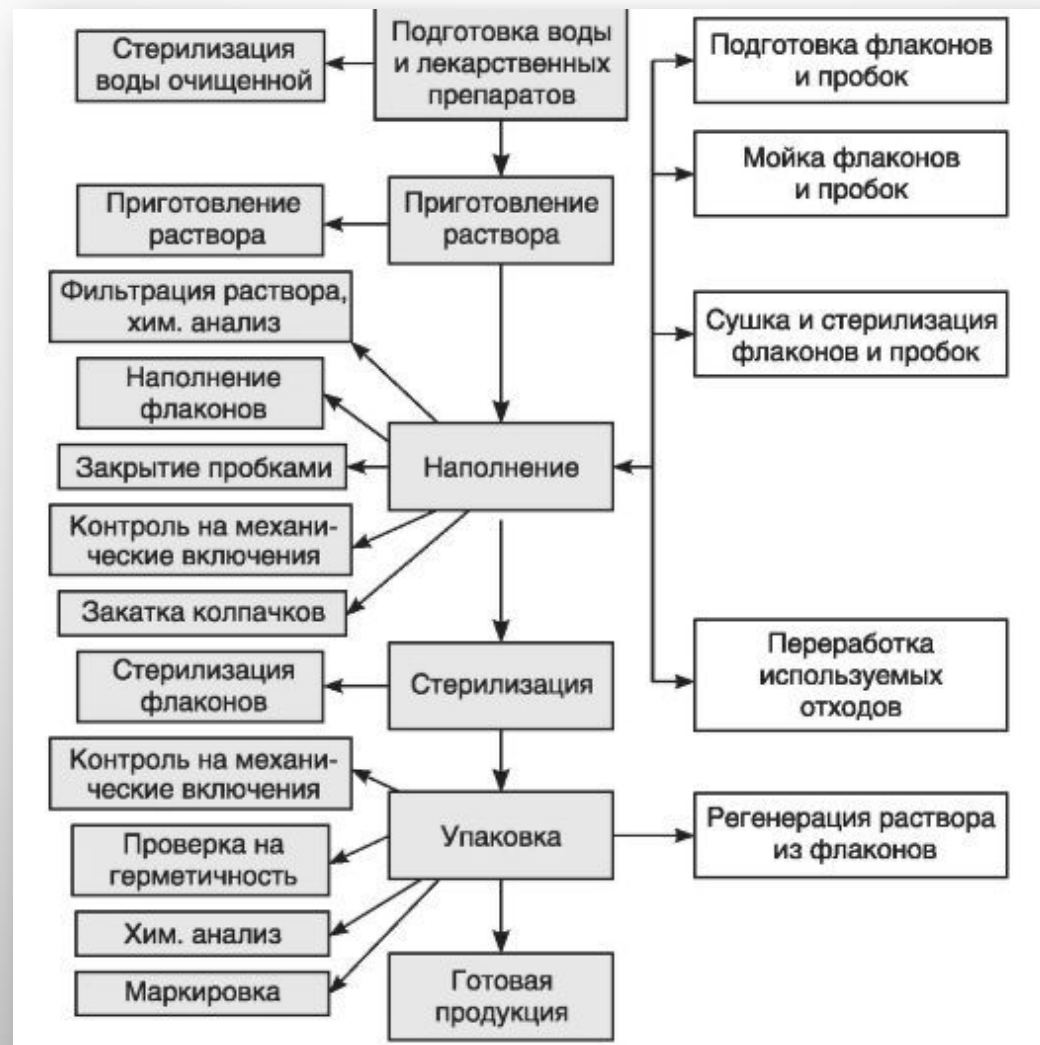 Стерилизация
воды очищенной
Подготовка воды
и лекарственных
препаратов
Подготовка флаконов
и пробок
Мойка флаконов
и пробок
Приготовление
раствора
Приготовление
раствора
Фильтрация раствора,
хим. анализ
Сушка и стерилизация
флаконов и пробок
Наполнение
флаконов
Закрытие пробками
Наполнение
Контроль на механи-
ческие включения
Закатка колпачков
Стерилизация
флаконов
Стерилизация
Переработка
используемых
отходов
Контроль на механи-
ческие включения
Упаковка
Регенерация раствора
из флаконов
Проверка на
герметичность
Хим. анализ
Маркировка
Готовая
продукция